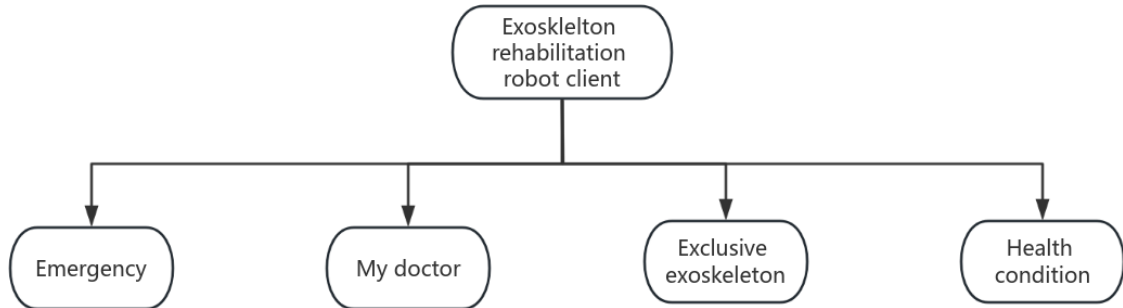 Exosklelton
rehabilitation
robot client
Emergency
My doctor
Exclusive
exoskeleton
Health
condition